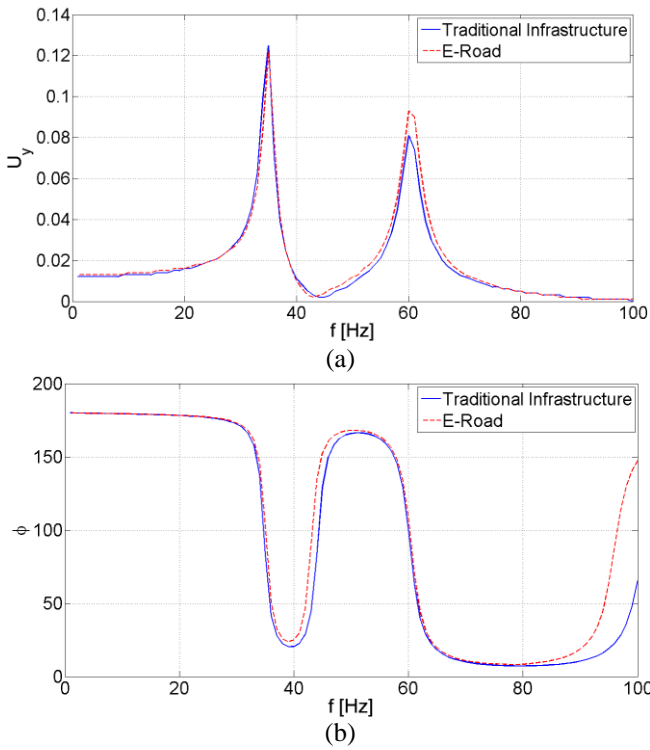 0.14
0.12
0.1
0.08
0.06
0.04
0.02
0
U_y
Traditional Infrastructure
E-Road
0 20 40 60 80 100
f [Hz]
(a)
200
150
100
50
0
ϕ
Traditional Infrastructure
E-Road
0 20 40 60 80 100
f [Hz]
(b)